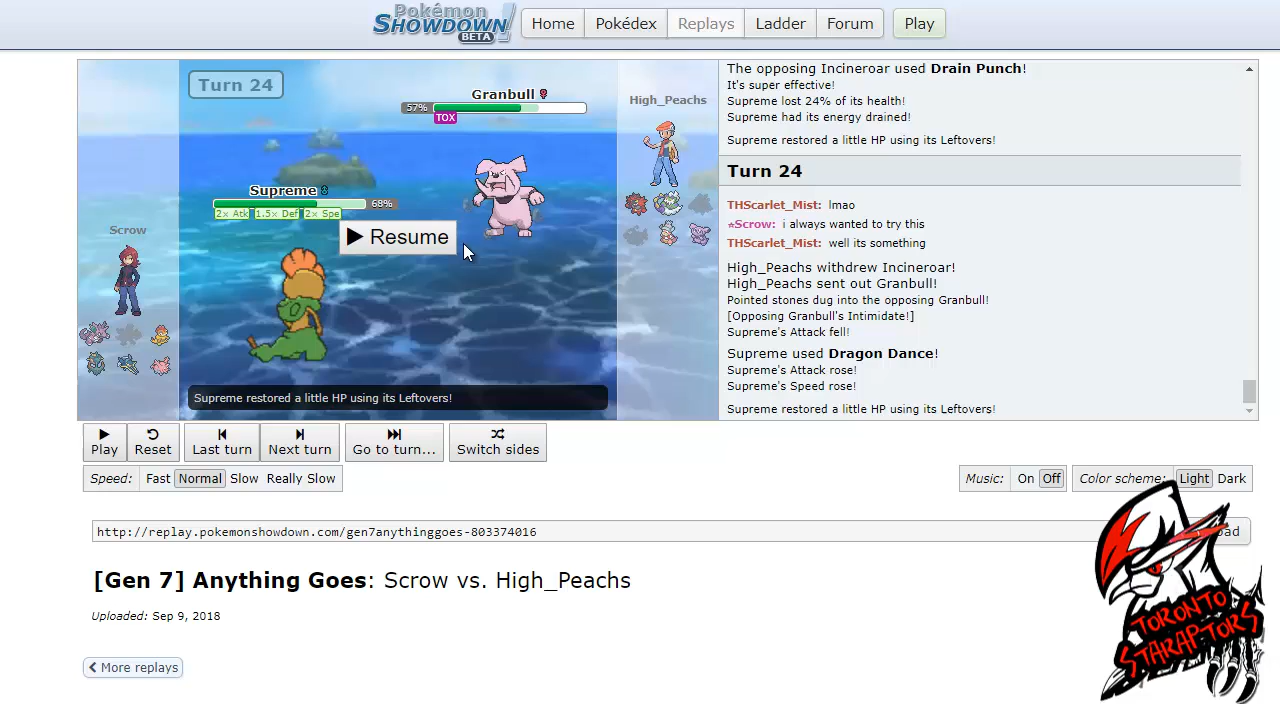 Pokémon
SHOWDOWN!
BETA
Home
Pokédex
Replays
Ladder
Forum
Play
Turn 24
Granbull
57%
TOX
Supreme
68%
2× Atk 1.5× Def 2× Spe
Resume
Scrow
High_Peachs
Supreme restored a little HP using its Leftovers!
The opposing Incineroar used Drain Punch!
It's super effective!
Supreme lost 24% of its health!
Supreme had its energy drained!
Supreme restored a little HP using its Leftovers!
Turn 24
THScarlet_Mist: lmao
☆Scrow: i always wanted to try this
THScarlet_Mist: well its something
High_Peachs withdrew Incineroar!
High_Peachs sent out Granbull!
Pointed stones dug into the opposing Granbull!
[Opposing Granbull's Intimidate!]
Supreme's Attack fell!
Supreme used Dragon Dance!
Supreme's Attack rose!
Supreme's Speed rose!
Supreme restored a little HP using its Leftovers!
Play
Reset
Last turn
Next turn
Go to turn...
Switch sides
Speed: Fast Normal Slow Really Slow
Music: On Off
Color scheme: Light Dark
http://replay.pokemonshowdown.com/gen7anythinggoes-803374016
[Gen 7] Anything Goes: Scrow vs. High_Peachs
Uploaded: Sep 9, 2018
More replays
TORONTO
STARAPTORS